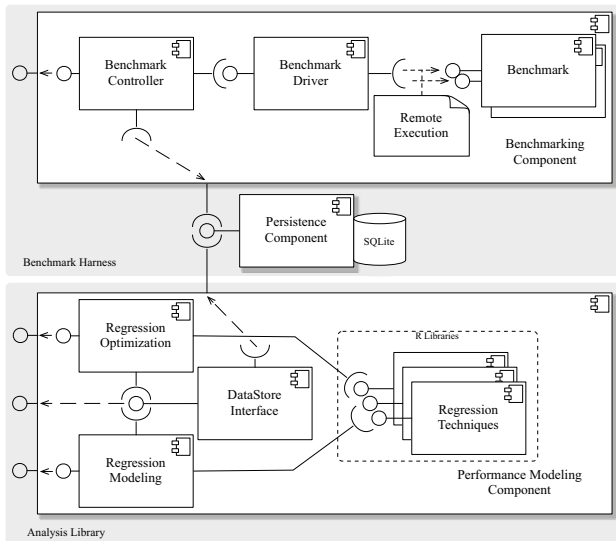 Benchmark
Controller
Benchmark
Driver
Benchmark
Remote
Execution
Benchmarking
Component
Persistence
Component
SQLite
Benchmark Harness
Regression
Optimization
R Libraries
DataStore
Interface
Regression
Techniques
Regression
Modeling
Performance Modeling
Component
Analysis Library